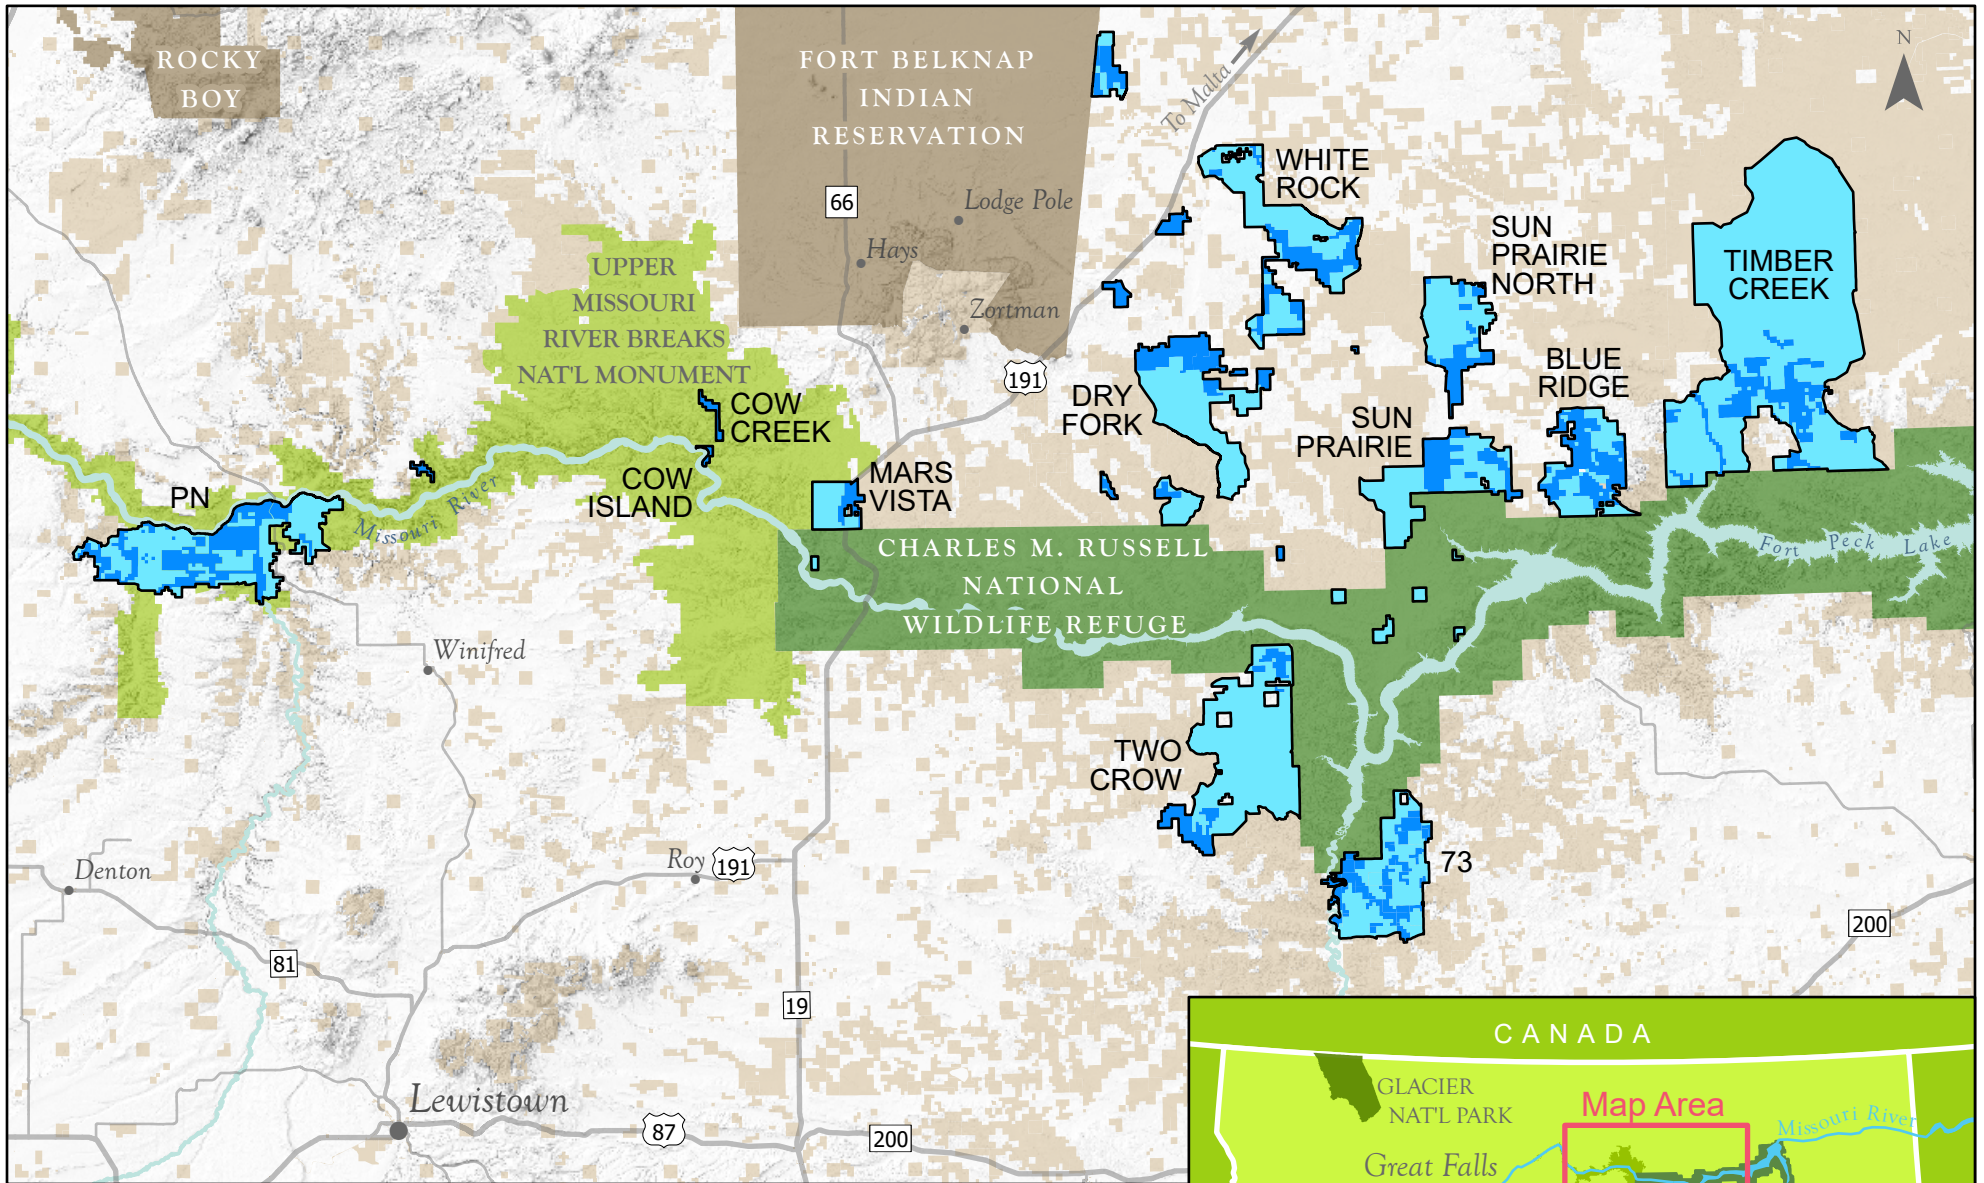 ROCKY
BOY
FORT BELKNAP
INDIAN
RESERVATION
66
Lodge Pole
Hays
Zortman
To Malta
N
WHITE
ROCK
SUN
PRAIRIE
NORTH
TIMBER
CREEK
UPPER
MISSOURI
RIVER BREAKS
NAT'L MONUMENT
191
DRY
FORK
BLUE
RIDGE
SUN
PRAIRIE
COW
CREEK
COW
ISLAND
MARS
VISTA
PN
Missouri River
CHARLES M. RUSSELL
NATIONAL
WILDLIFE REFUGE
Fort Peck Lake
Winifred
TWO
CROW
73
Denton
Roy
191
81
19
200
Lewistown
87
200
CANADA
GLACIER
NAT'L PARK
Map Area
Missouri River
Great Falls